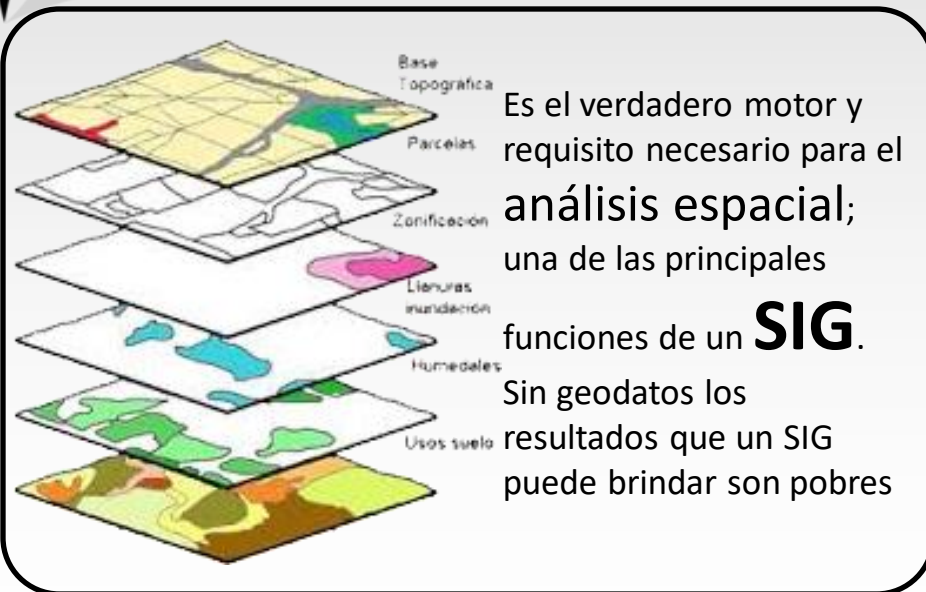 Base
Topográfica
Parcelas
Zonificación
Llanuras
inundación
Humedales
Usos suelo
Es el verdadero motor y
requisito necesario para el
análisis espacial;
una de las principales
funciones de un SIG.
Sin geodatos los
resultados que un SIG
puede brindar son pobres